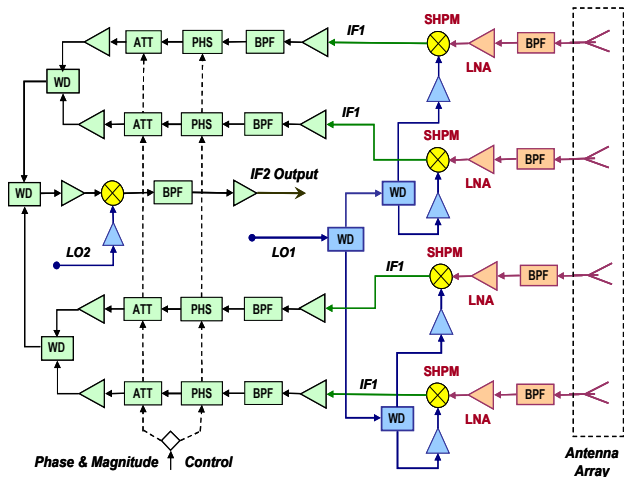 SHPM
IF1
ATT PHS BPF LNA BPF
WD
IF1
SHPM
ATT PHS BPF LNA BPF
WD WD
BPF IF2 Output
LO2 LO1 WD
IF1 SHPM
ATT PHS BPF LNA BPF
WD
IF1 SHPM
ATT PHS BPF LNA BPF
WD
Phase & Magnitude Control
Antenna
Array